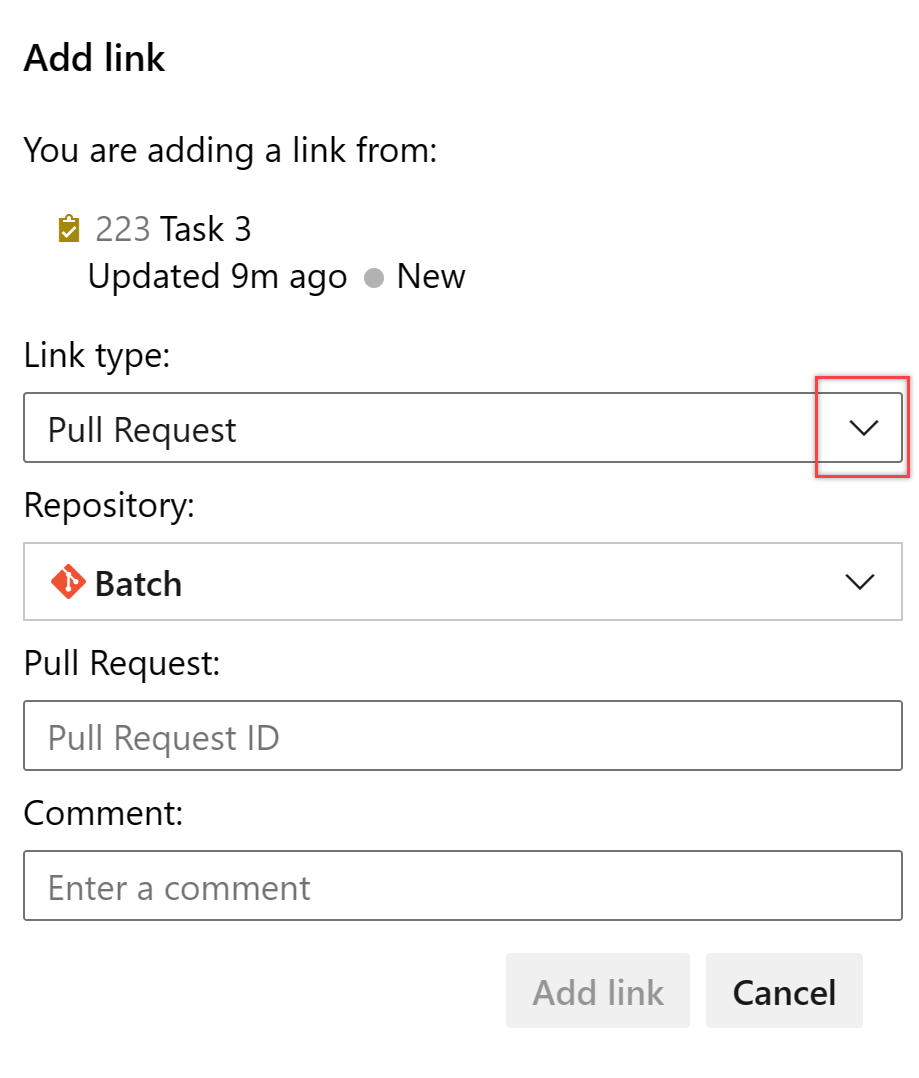 Add link
You are adding a link from:
223 Task 3
Updated 9m ago New
Link type:
Pull Request
Repository:
Batch
Pull Request:
Pull Request ID
Comment:
Enter a comment
Add link Cancel